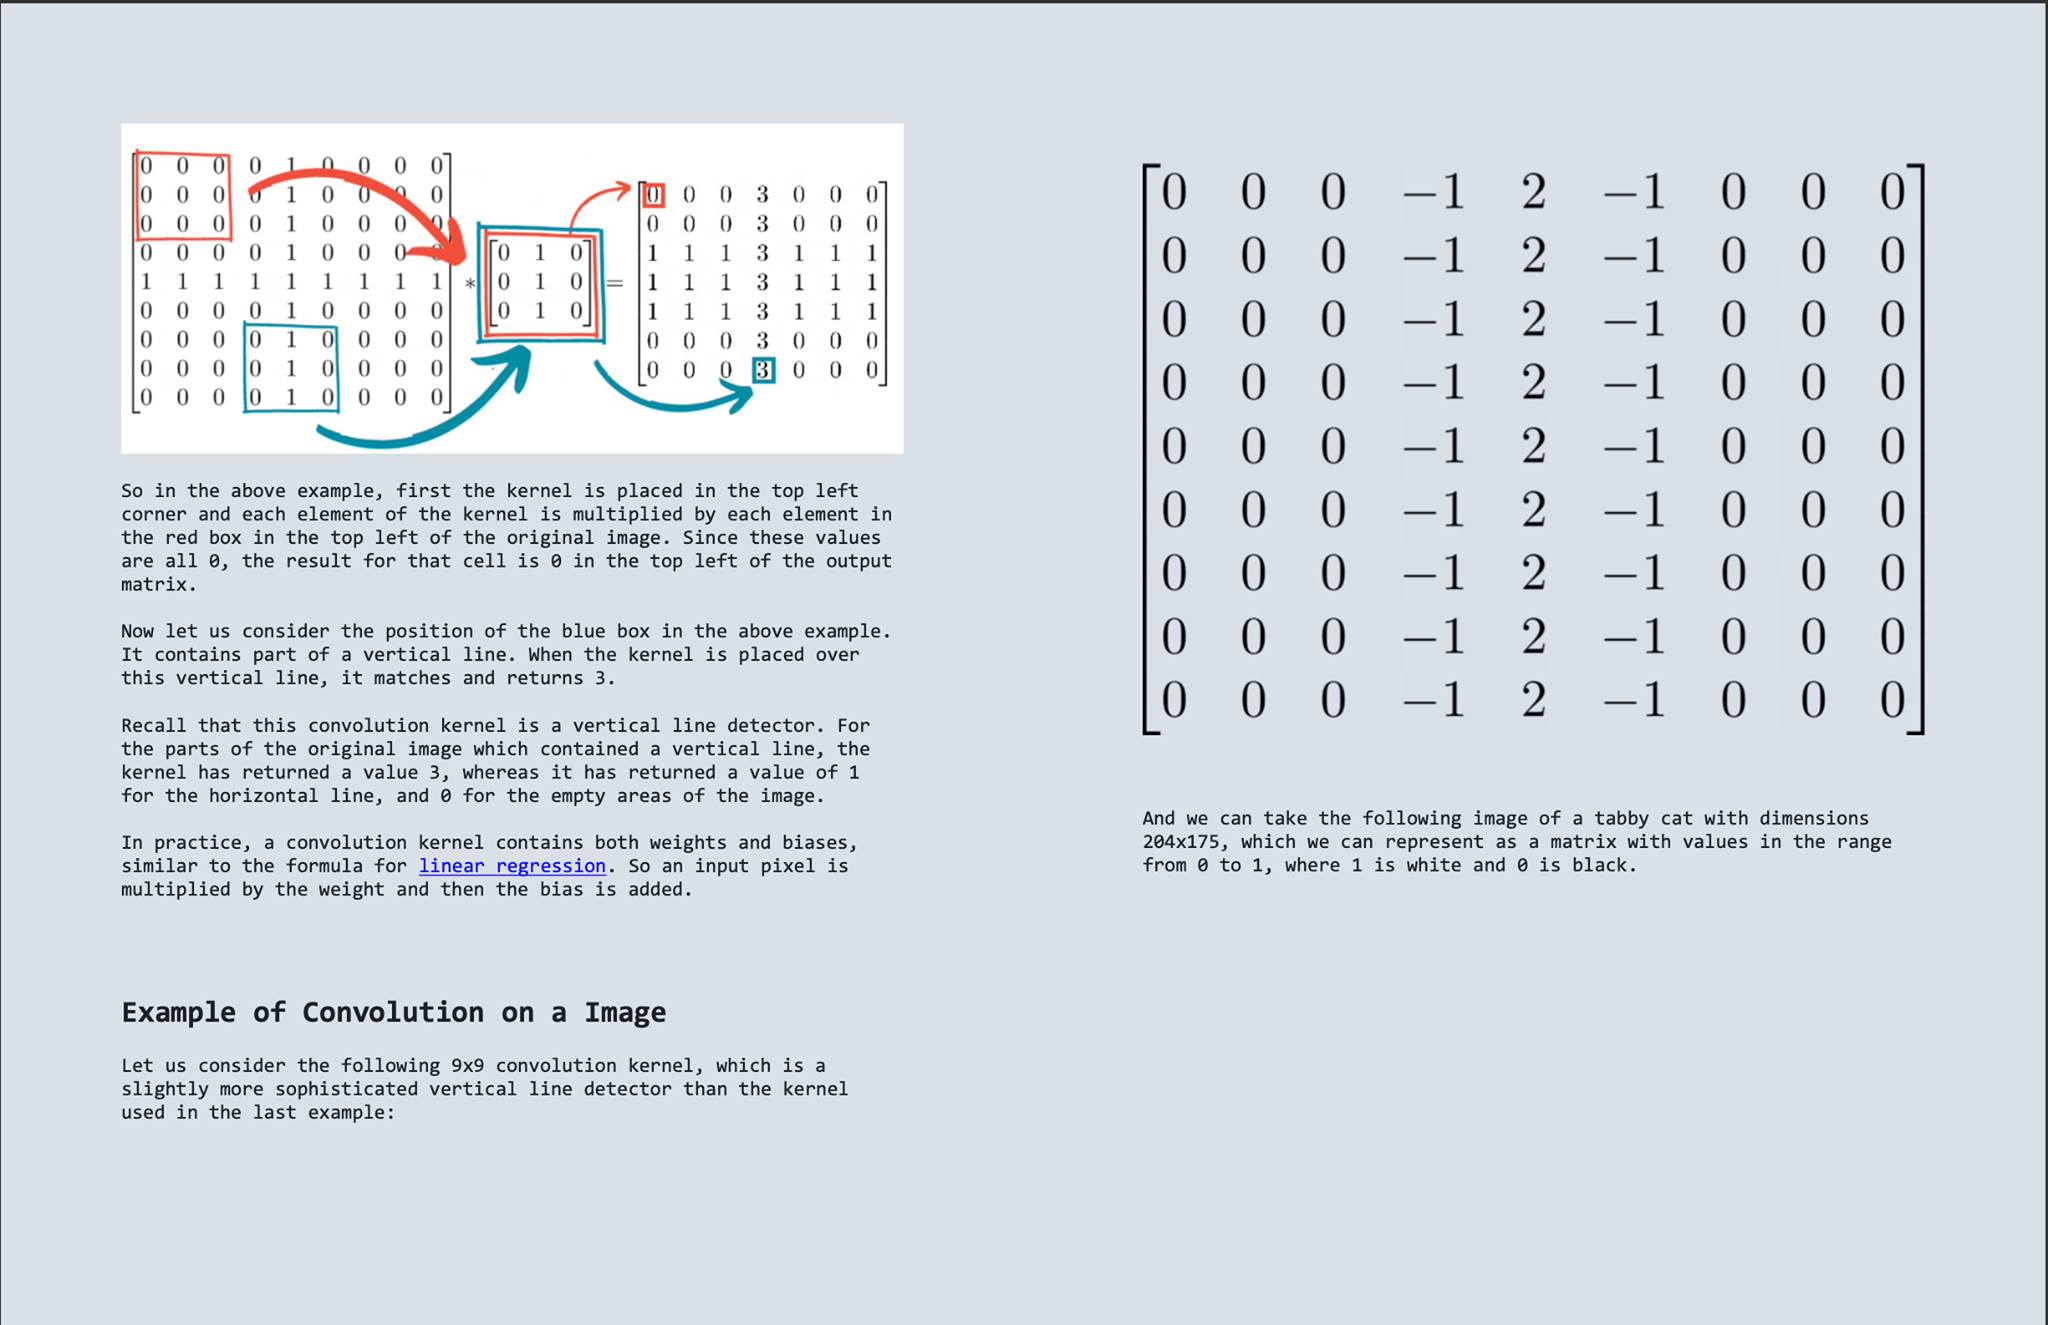 0 0 0 0 1 0 0 0 0
0 0 0 0 1 0 0 0 0
0 0 0 0 1 0 0 0 0
0 0 0 0 1 0 0 0 0
1 1 1 1 1 1 1 1 1
0 0 0 0 1 0 0 0 0
0 0 0 0 1 0 0 0 0
0 0 0 0 1 0 0 0 0
0 0 0 0 1 0 0 0 0
*
0 1 0
0 1 0
0 1 0
=
0 0 0 3 0 0 0
0 0 0 3 0 0 0
1 1 1 3 1 1 1
1 1 1 3 1 1 1
1 1 1 3 1 1 1
0 0 0 3 0 0 0
0 0 0 3 0 0 0
So in the above example, first the kernel is placed in the top left
corner and each element of the kernel is multiplied by each element in
the red box in the top left of the original image. Since these values
are all 0, the result for that cell is 0 in the top left of the output
matrix.
Now let us consider the position of the blue box in the above example.
It contains part of a vertical line. When the kernel is placed over
this vertical line, it matches and returns 3.
Recall that this convolution kernel is a vertical line detector. For
the parts of the original image which contained a vertical line, the
kernel has returned a value 3, whereas it has returned a value of 1
for the horizontal line, and 0 for the empty areas of the image.
In practice, a convolution kernel contains both weights and biases,
similar to the formula for linear regression. So an input pixel is
multiplied by the weight and then the bias is added.
Example of Convolution on a Image
Let us consider the following 9x9 convolution kernel, which is a
slightly more sophisticated vertical line detector than the kernel
used in the last example:
0 0 0 −1 2 −1 0 0 0
0 0 0 −1 2 −1 0 0 0
0 0 0 −1 2 −1 0 0 0
0 0 0 −1 2 −1 0 0 0
0 0 0 −1 2 −1 0 0 0
0 0 0 −1 2 −1 0 0 0
0 0 0 −1 2 −1 0 0 0
0 0 0 −1 2 −1 0 0 0
0 0 0 −1 2 −1 0 0 0
And we can take the following image of a tabby cat with dimensions
204x175, which we can represent as a matrix with values in the range
from 0 to 1, where 1 is white and 0 is black.